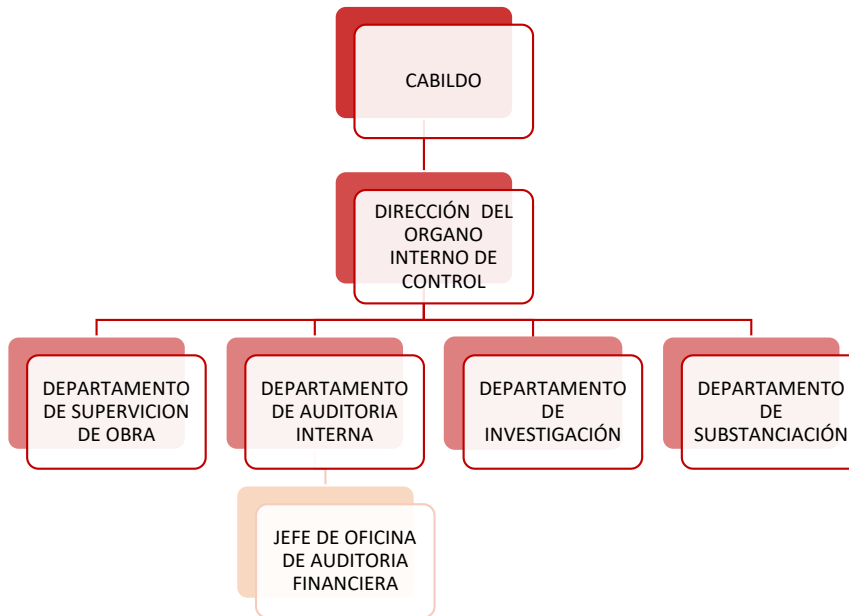 CABILDO
DIRECCIÓN DEL
ORGANO
INTERNO DE
CONTROL
DEPARTAMENTO
DE SUPERVICION
DE OBRA
DEPARTAMENTO
DE AUDITORIA
INTERNA
DEPARTAMENTO
DE
INVESTIGACIÓN
DEPARTAMENTO
DE
SUBSTANCIACIÓN
JEFE DE OFICINA
DE AUDITORIA
FINANCIERA